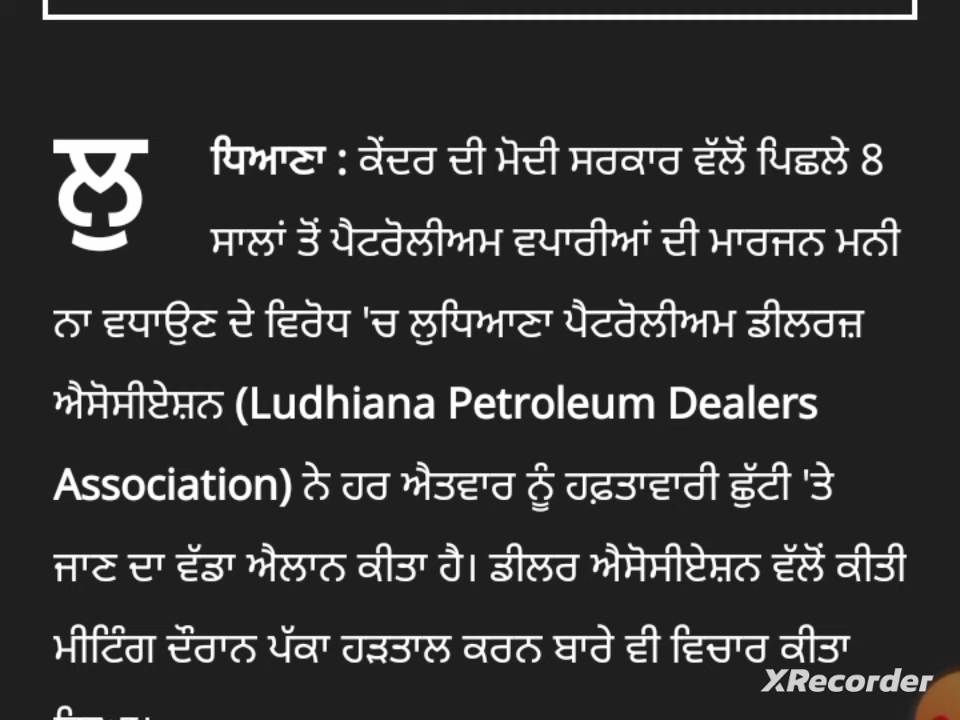 ਲੁਧਿਆਣਾ : ਕੇਂਦਰ ਦੀ ਮੋਦੀ ਸਰਕਾਰ ਵੱਲੋਂ ਪਿਛਲੇ 8
ਸਾਲਾਂ ਤੋਂ ਪੈਟਰੋਲੀਅਮ ਵਪਾਰੀਆਂ ਦੀ ਮਾਰਜਨ ਮਨੀ
ਨਾ ਵਧਾਉਣ ਦੇ ਵਿਰੋਧ 'ਚ ਲੁਧਿਆਣਾ ਪੈਟਰੋਲੀਅਮ ਡੀਲਰਜ਼
ਐਸੋਸੀਏਸ਼ਨ (Ludhiana Petroleum Dealers
Association) ਨੇ ਹਰ ਐਤਵਾਰ ਨੂੰ ਹਫ਼ਤਾਵਾਰੀ ਛੁੱਟੀ 'ਤੇ
ਜਾਣ ਦਾ ਵੱਡਾ ਐਲਾਨ ਕੀਤਾ ਹੈ। ਡੀਲਰ ਐਸੋਸੀਏਸ਼ਨ ਵੱਲੋਂ ਕੀਤੀ
ਮੀਟਿੰਗ ਦੌਰਾਨ ਪੱਕਾ ਹੜਤਾਲ ਕਰਨ ਬਾਰੇ ਵੀ ਵਿਚਾਰ ਕੀਤਾ
XRecorder